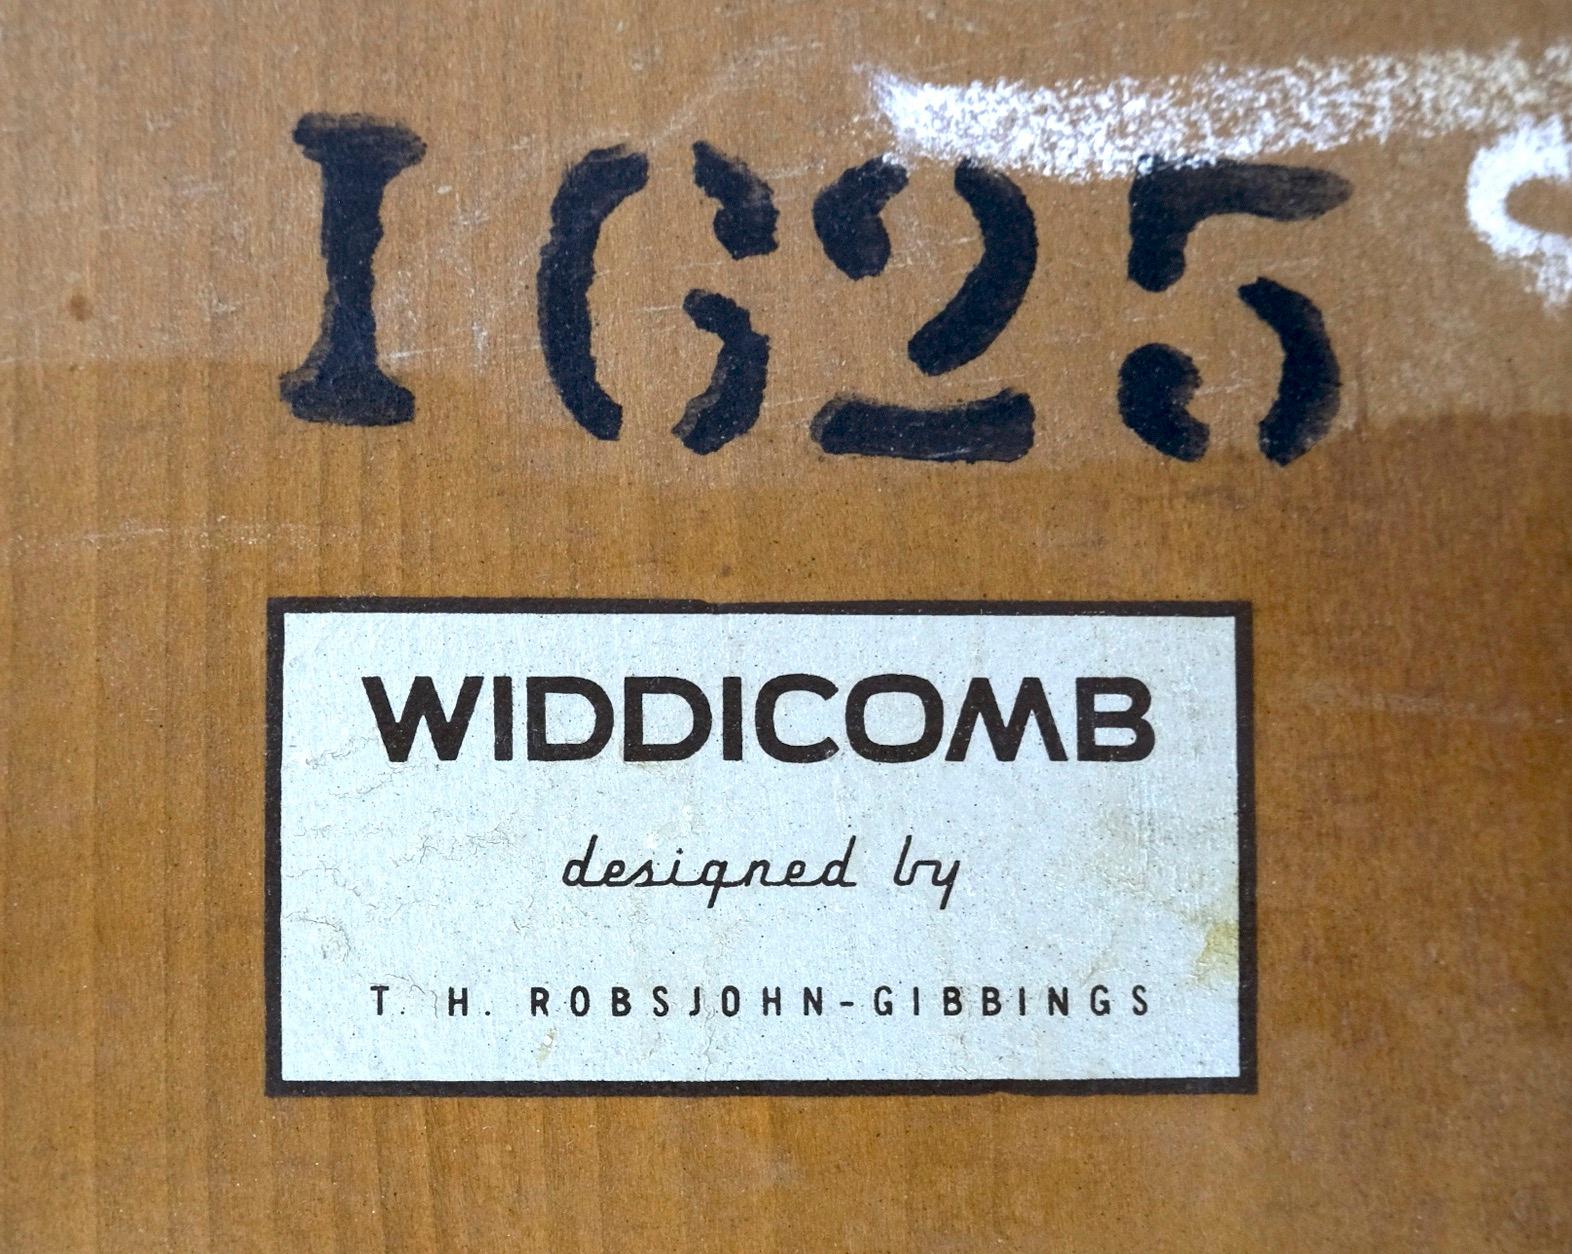 1625
WIDDICOMB
designed by
T. H. ROBSJOHN-GIBBINGS